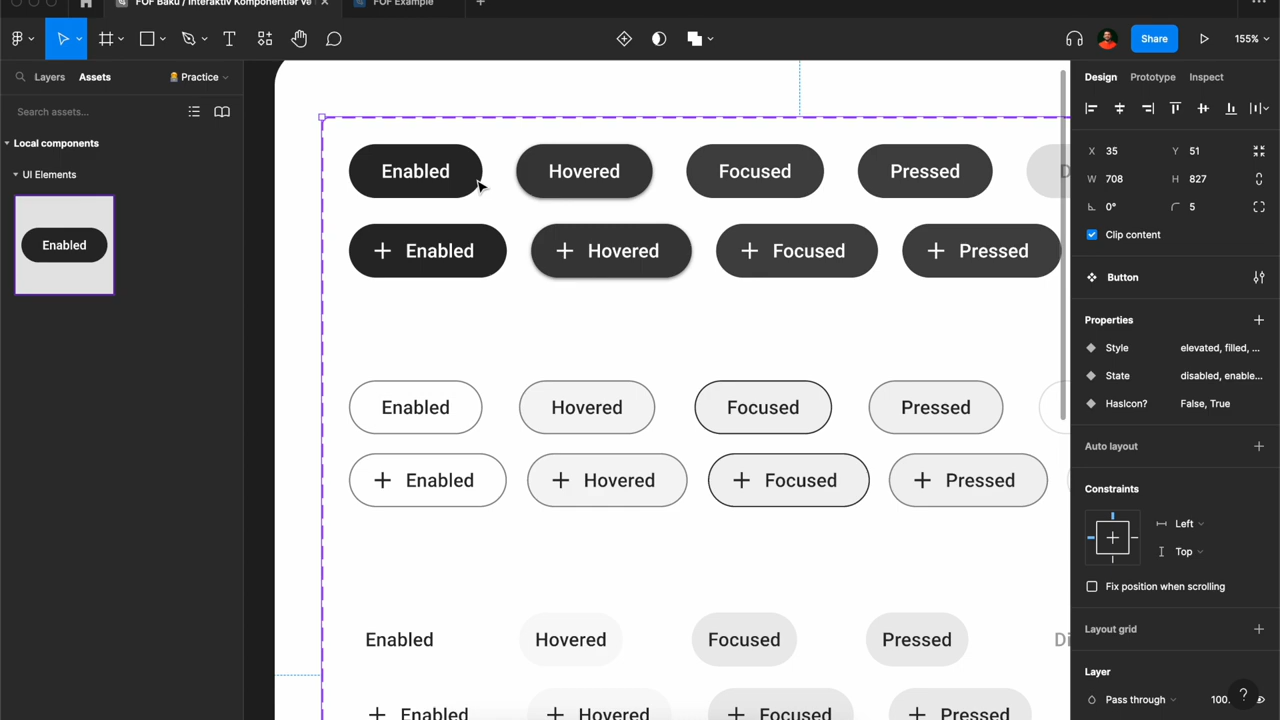 FOF Bakü / İnteraktiv Komponentlər və
FOF Example
Share
155%
Layers
Assets
Practice
Design
Prototype
Inspect
Search assets...
Local components
UI Elements
Enabled
Enabled
Hovered
Focused
Pressed
Enabled
Hovered
Focused
Pressed
Enabled
Hovered
Focused
Pressed
Enabled
Hovered
Focused
Pressed
Enabled
Hovered
Focused
Pressed
Enabled
Hovered
Focused
Pressed
X 35 Y 51
W 708 H 827
0° 5
Clip content
Button
Properties
Style elevated, filled, ...
State disabled, enable...
HasIcon? False, True
Auto layout
Constraints
Left
Top
Fix position when scrolling
Layout grid
Layer
Pass through 100.
?